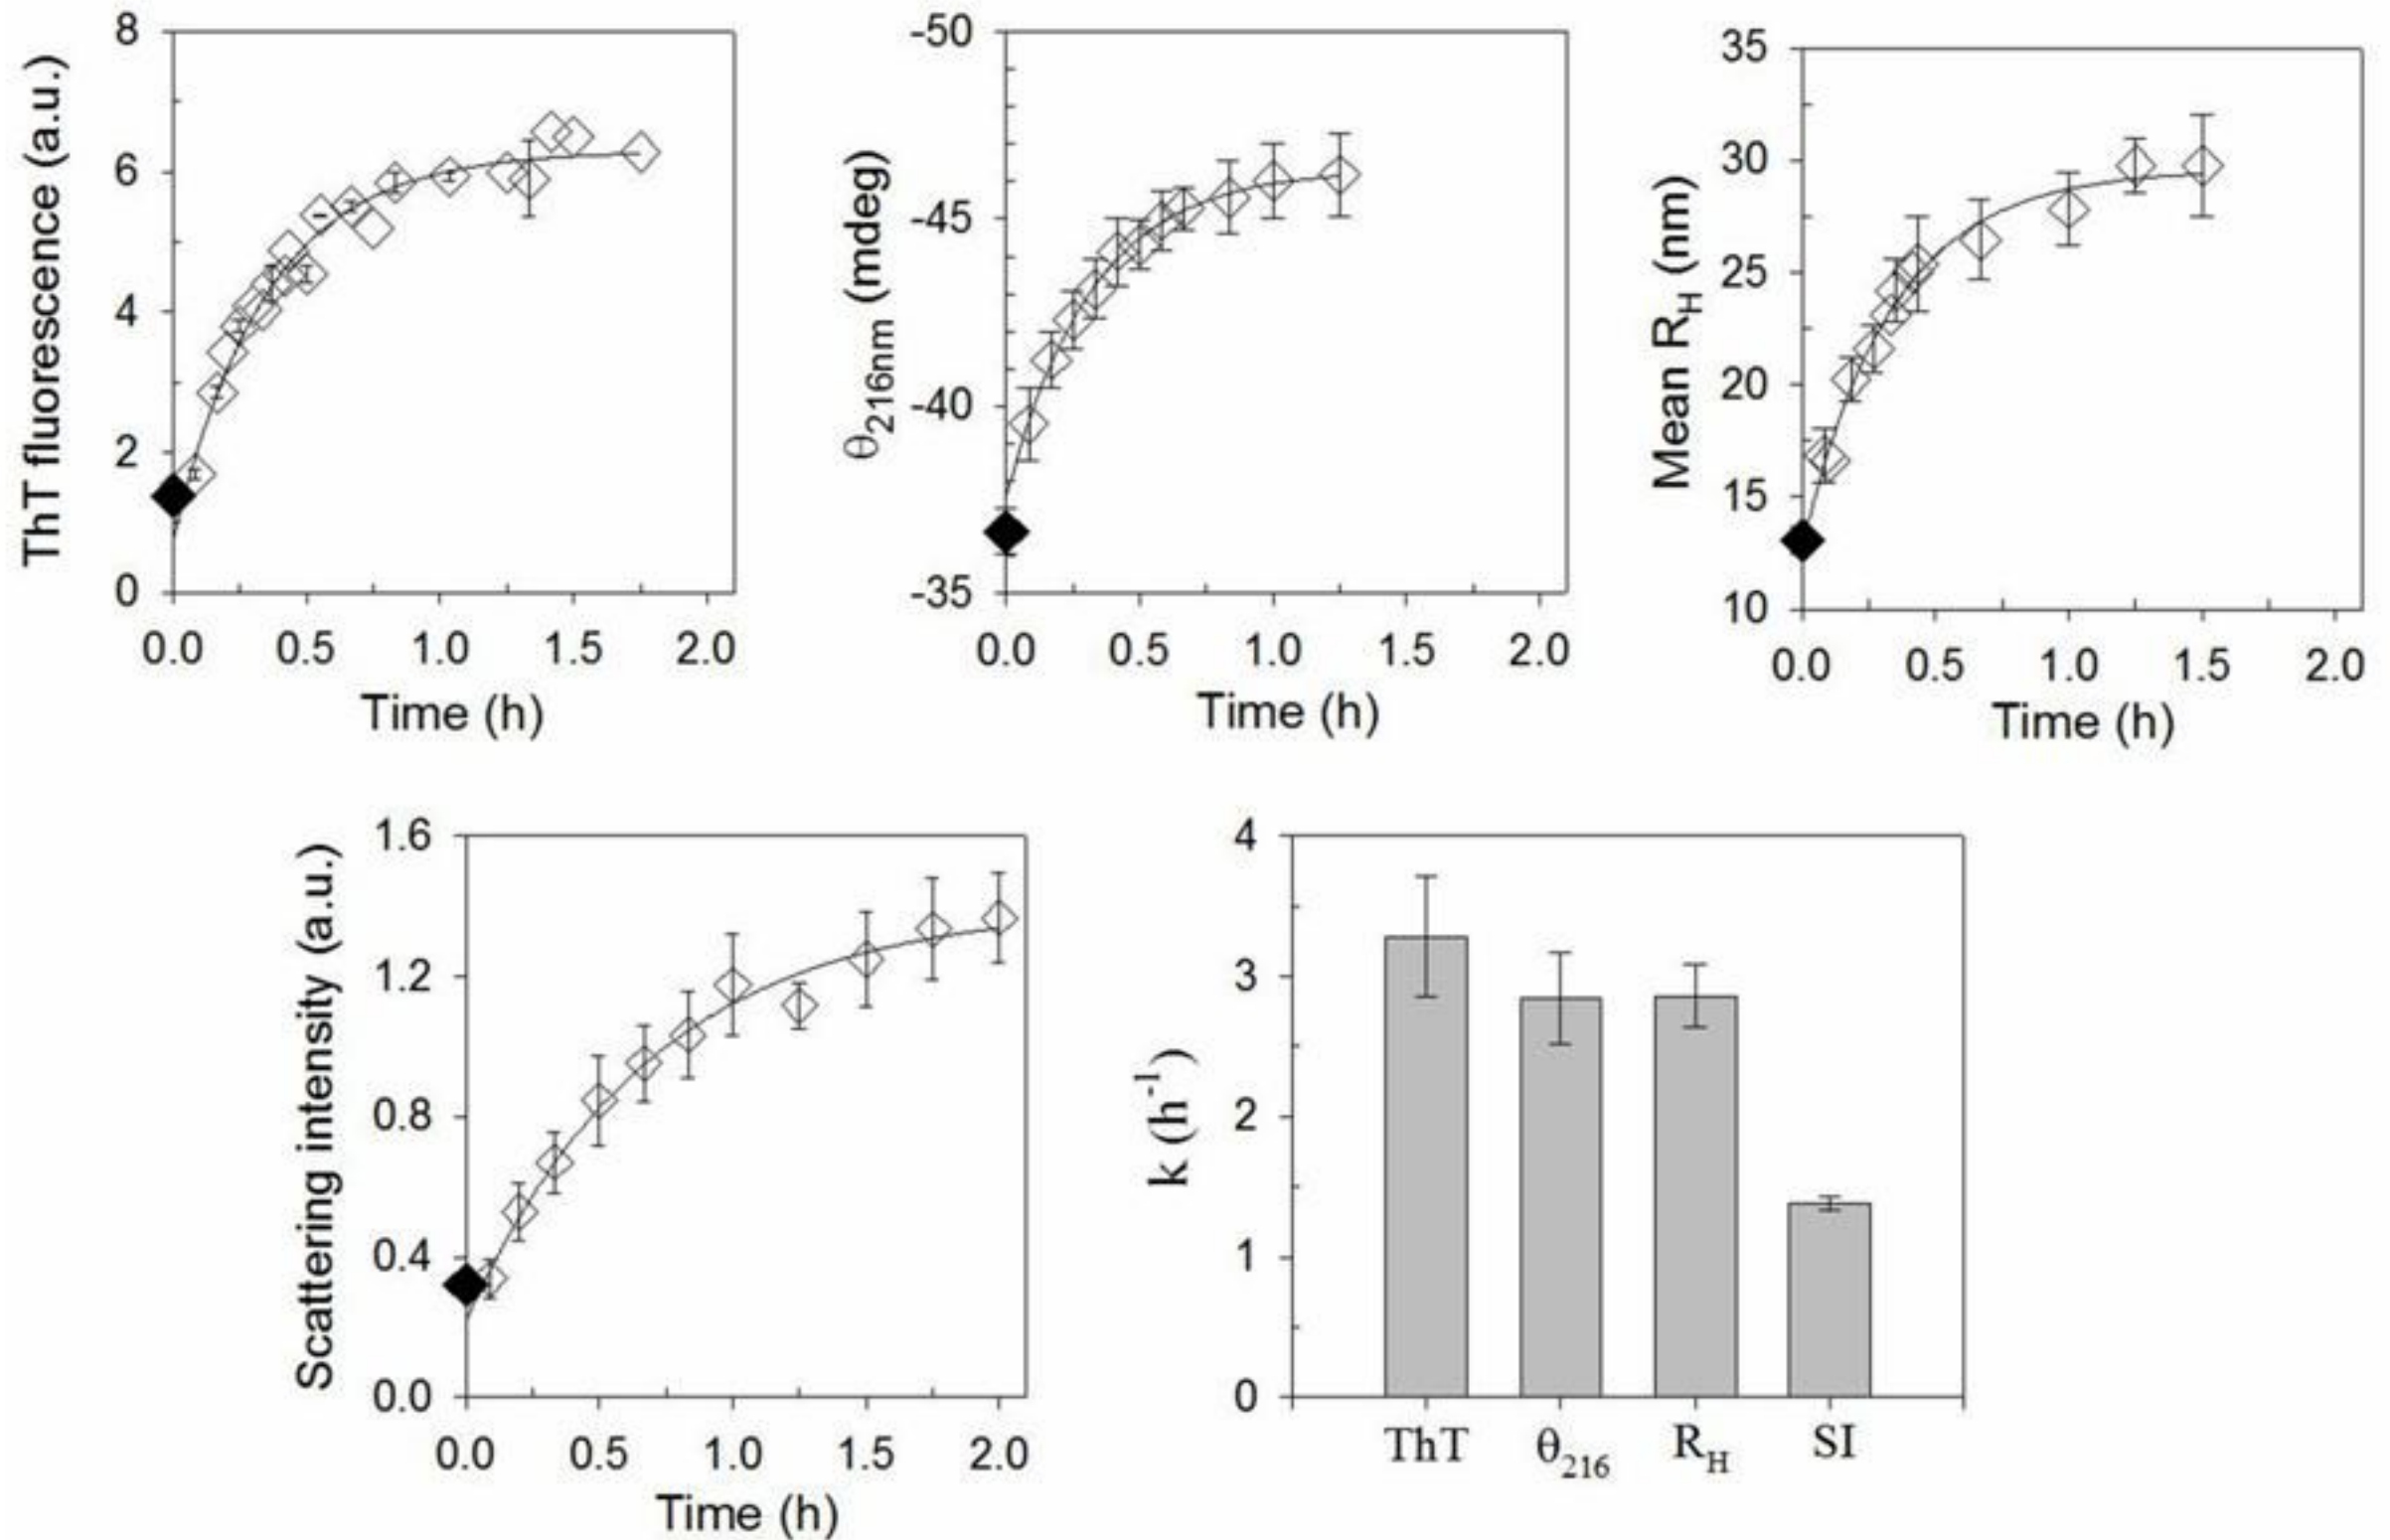 ThT fluorescence (a.u.)
8
6
4
2
0
0.0 0.5 1.0 1.5 2.0
Time (h)
θ216nm (mdeg)
-50
-45
-40
-35
0.0 0.5 1.0 1.5 2.0
Time (h)
Mean RH (nm)
35
30
25
20
15
10
0.0 0.5 1.0 1.5 2.0
Time (h)
Scattering intensity (a.u.)
1.6
1.2
0.8
0.4
0.0
0.0 0.5 1.0 1.5 2.0
Time (h)
k (h-1)
4
3
2
1
0
ThT θ216 RH SI